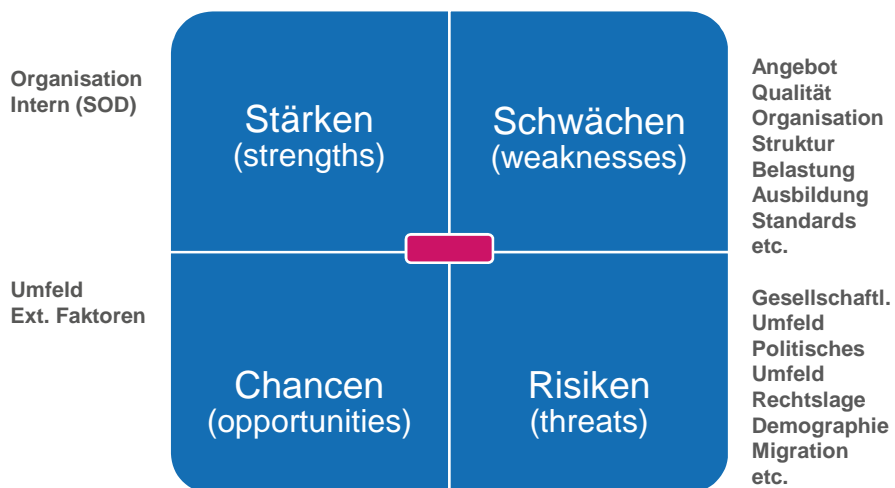 Organisation
Intern (SOD)
Stärken
(strengths)
Schwächen
(weaknesses)
Angebot
Qualität
Organisation
Struktur
Belastung
Ausbildung
Standards
etc.
Umfeld
Ext. Faktoren
Chancen
(opportunities)
Risiken
(threats)
Gesellschaftl.
Umfeld
Politisches
Umfeld
Rechtslage
Demographie
Migration
etc.